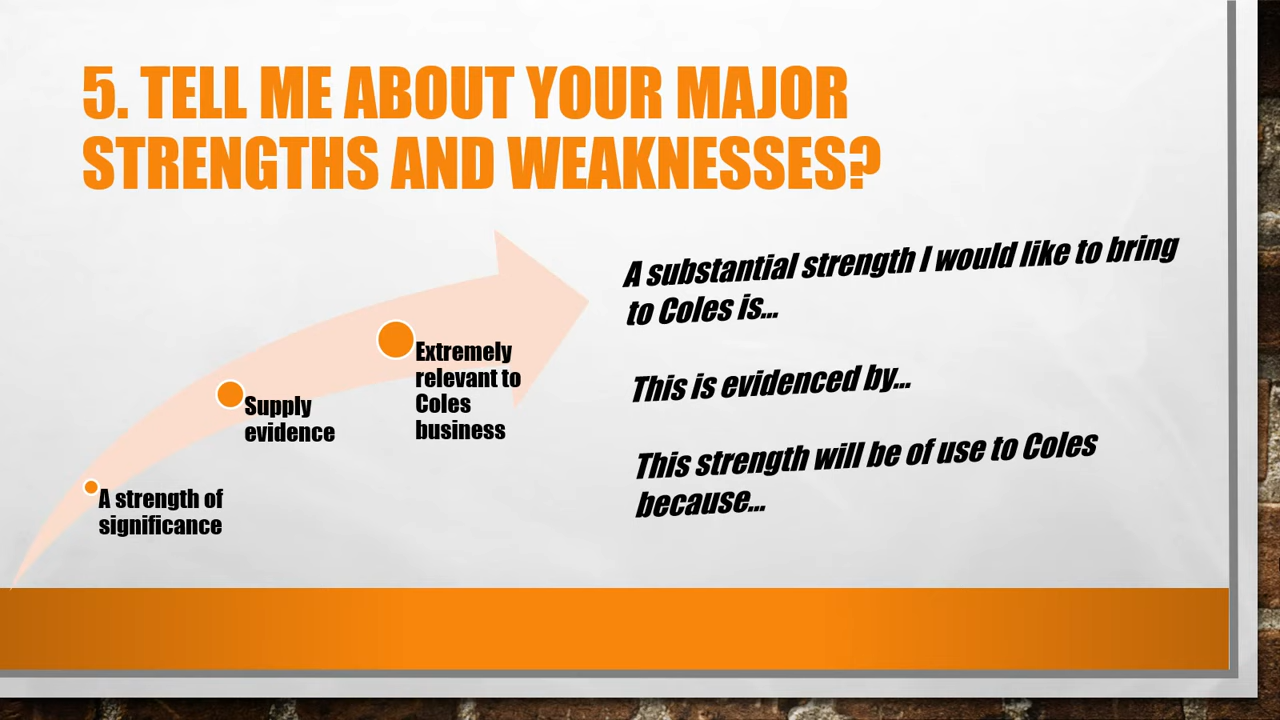 5. TELL ME ABOUT YOUR MAJOR
STRENGTHS AND WEAKNESSES?
A strength of
significance
Supply
evidence
Extremely
relevant to
Coles
business
A substantial strength I would like to bring
to Coles is...
This is evidenced by...
This strength will be of use to Coles
because...